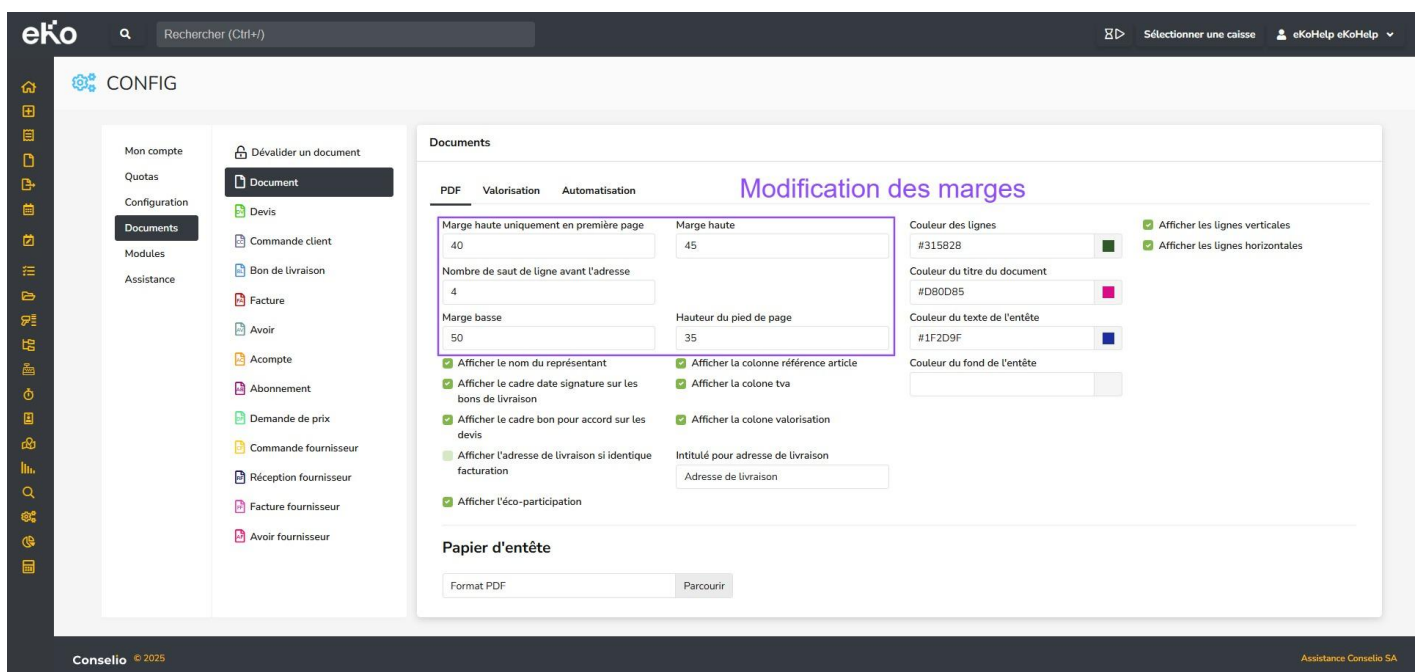 eKo
Rechercher (Ctrl+/)
Sélectionner une caisse
eKoHelp eKoHelp
CONFIG
Mon compte
Quotas
Configuration
Documents
Modules
Assistance
Dévalider un document
Document
Devis
Commande client
Bon de livraison
Facture
Avoir
Acompte
Abonnement
Demande de prix
Commande fournisseur
Réception fournisseur
Facture fournisseur
Avoir fournisseur
Documents
PDF Valorisation Automatisation
Modification des marges
Marge haute uniquement en première page
40
Marge haute
45
Nombre de saut de ligne avant l'adresse
4
Marge basse
50
Hauteur du pied de page
35
Couleur des lignes
#315828
Couleur du titre du document
#D80D85
Couleur du texte de l'entête
#1F2D9F
Couleur du fond de l'entête
Afficher les lignes verticales
Afficher les lignes horizontales
Afficher le nom du représentant
Afficher la colonne référence article
Afficher le cadre date signature sur les
bons de livraison
Afficher la colone tva
Afficher le cadre bon pour accord sur les
devis
Afficher la colone valorisation
Afficher l'adresse de livraison si identique
facturation
Intitulé pour adresse de livraison
Adresse de livraison
Afficher l'éco-participation
Papier d'entête
Format PDF
Parcourir
Conselio © 2025
Assistance Conselio SA